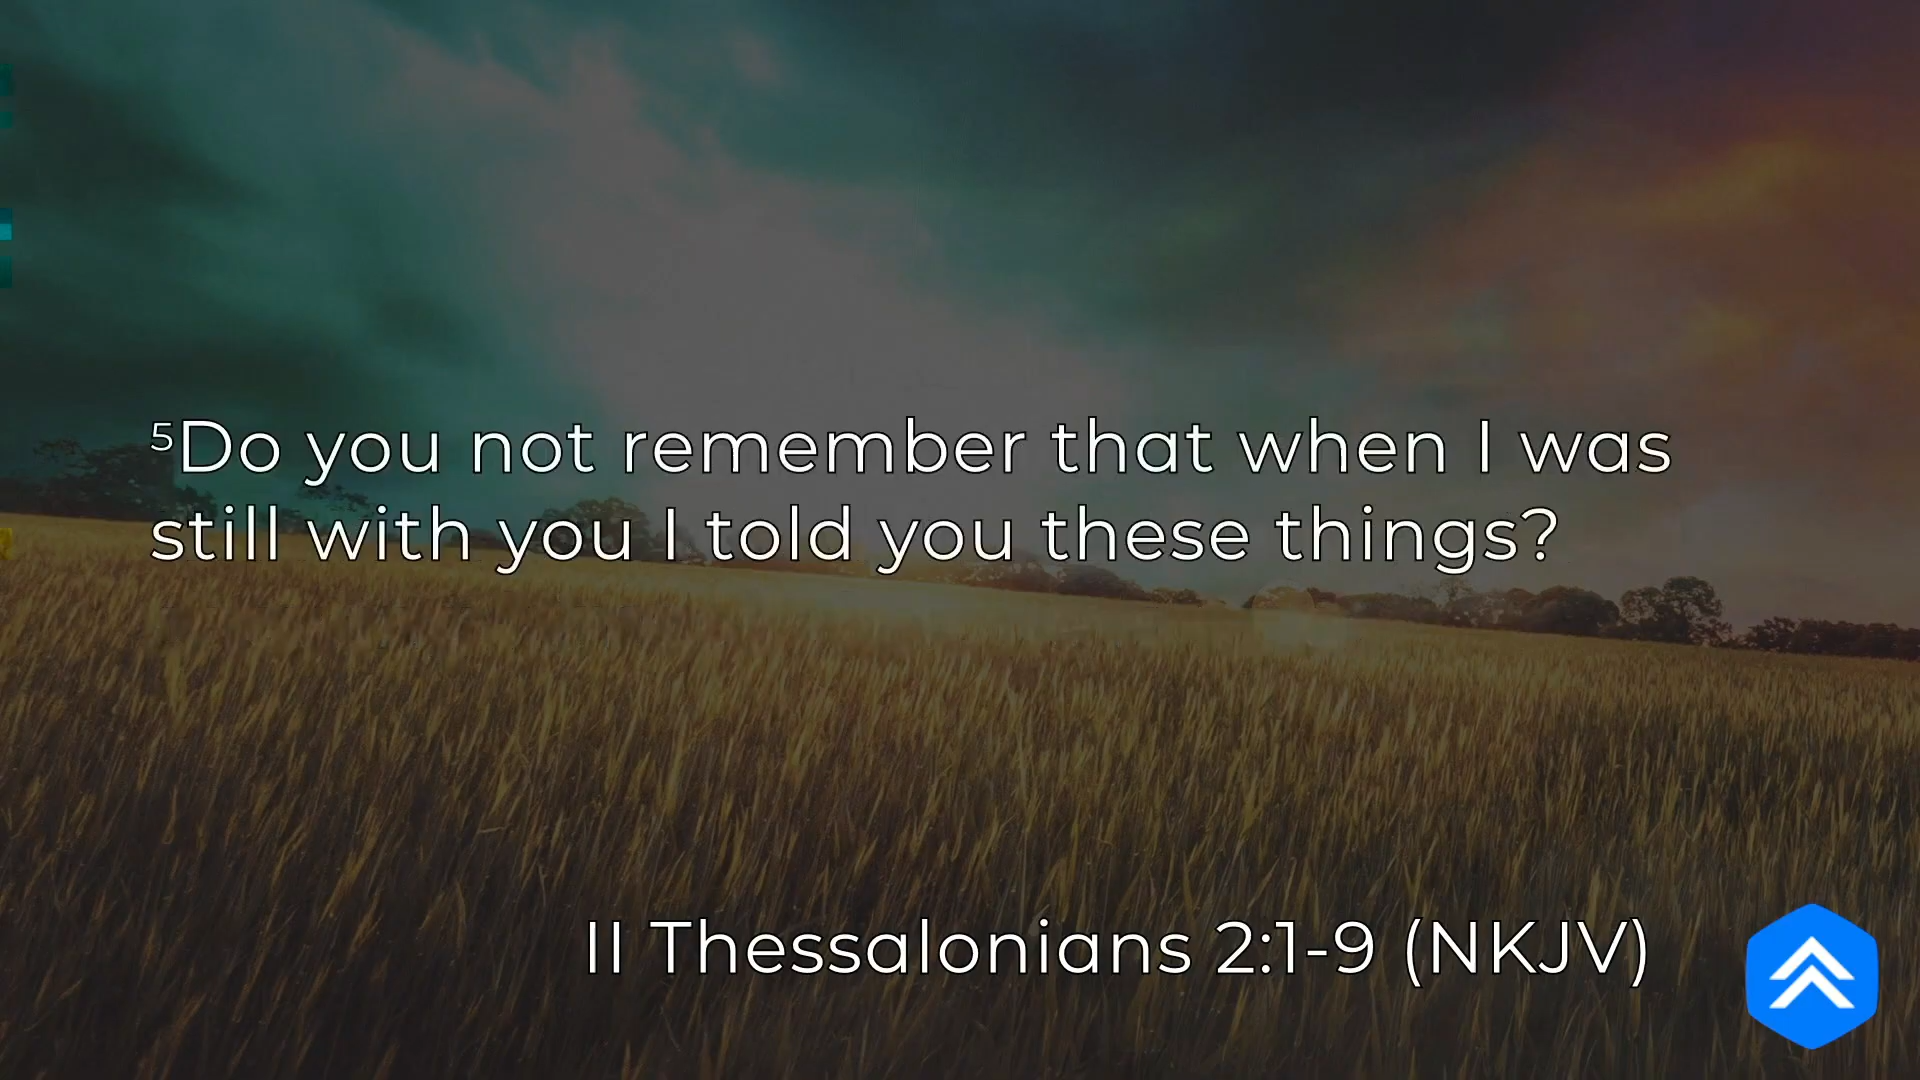 ⁵Do you not remember that when I was
still with you I told you these things?
II Thessalonians 2:1-9 (NKJV)